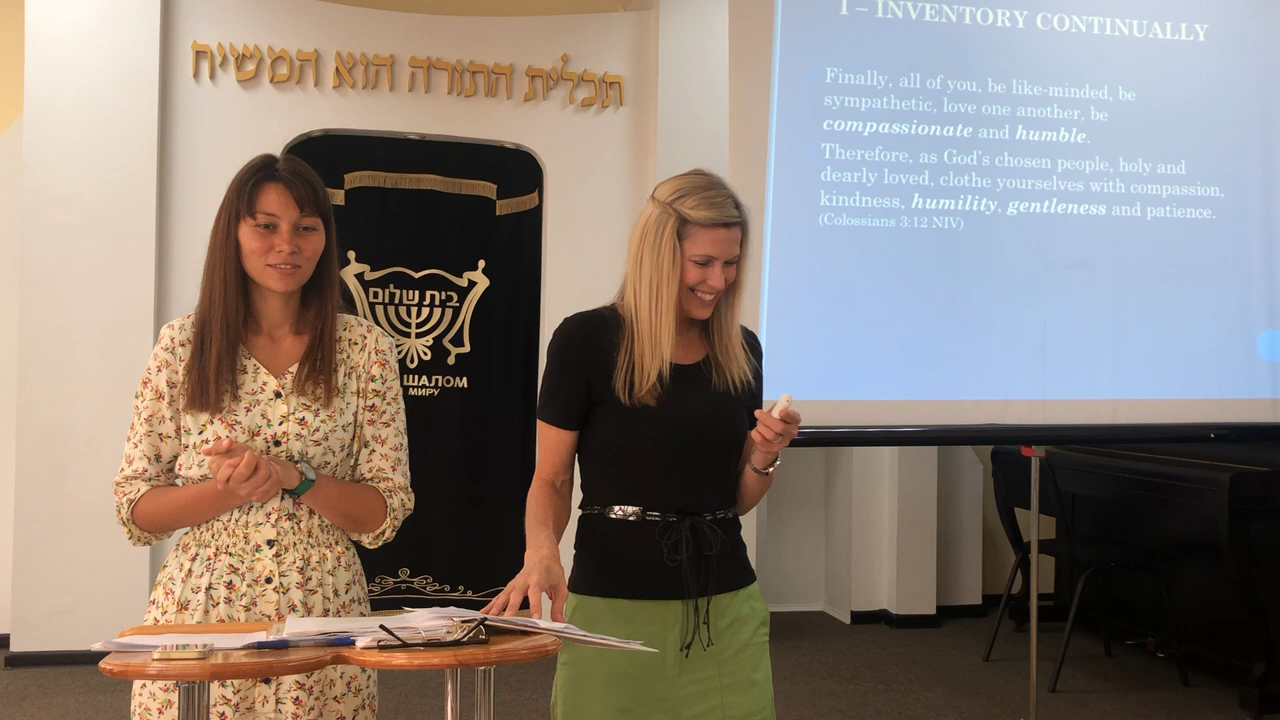 תכלית התורה הוא המשיח
בית שלום
ШАЛОМ
МИРУ
I – INVENTORY CONTINUALLY
Finally, all of you, be like-minded, be
sympathetic, love one another, be
compassionate and humble.
Therefore, as God's chosen people, holy and
dearly loved, clothe yourselves with compassion,
kindness, humility, gentleness and patience.
(Colossians 3:12 NIV)